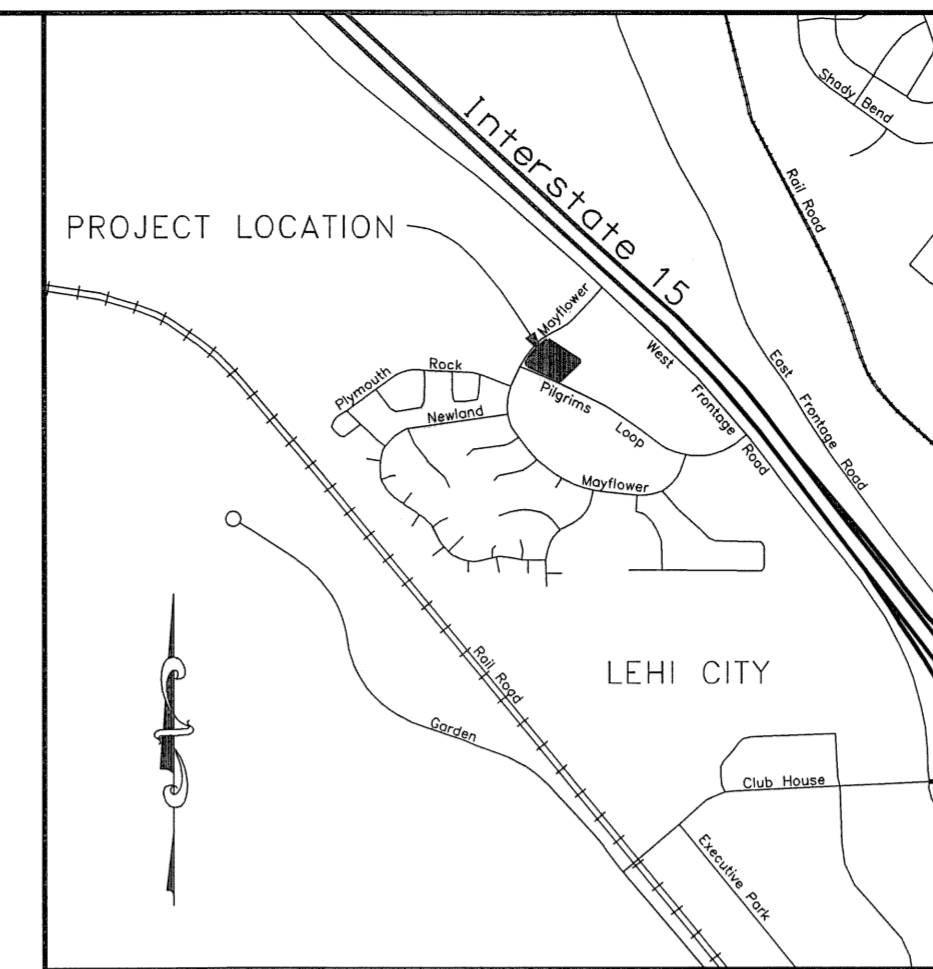 Shady Bend
Interstate 15
Rail Road
PROJECT LOCATION
Mayflower
West Frontage Road
East Frontage Road
Plymouth Rock
Pilgrims Loop
Newland
Mayflower
LEHI CITY
Rail Road
Garden
Club House
Executive Park